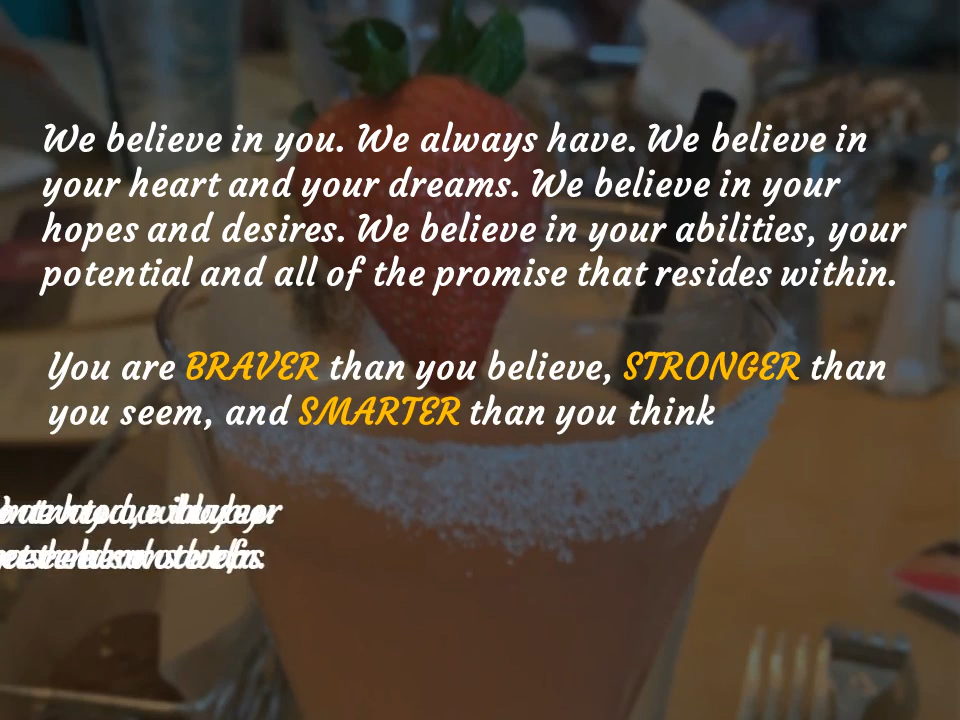 We believe in you. We always have. We believe in
your heart and your dreams. We believe in your
hopes and desires. We believe in your abilities, your
potential and all of the promise that resides within.
You are BRAVER than you believe, STRONGER than
you seem, and SMARTER than you think